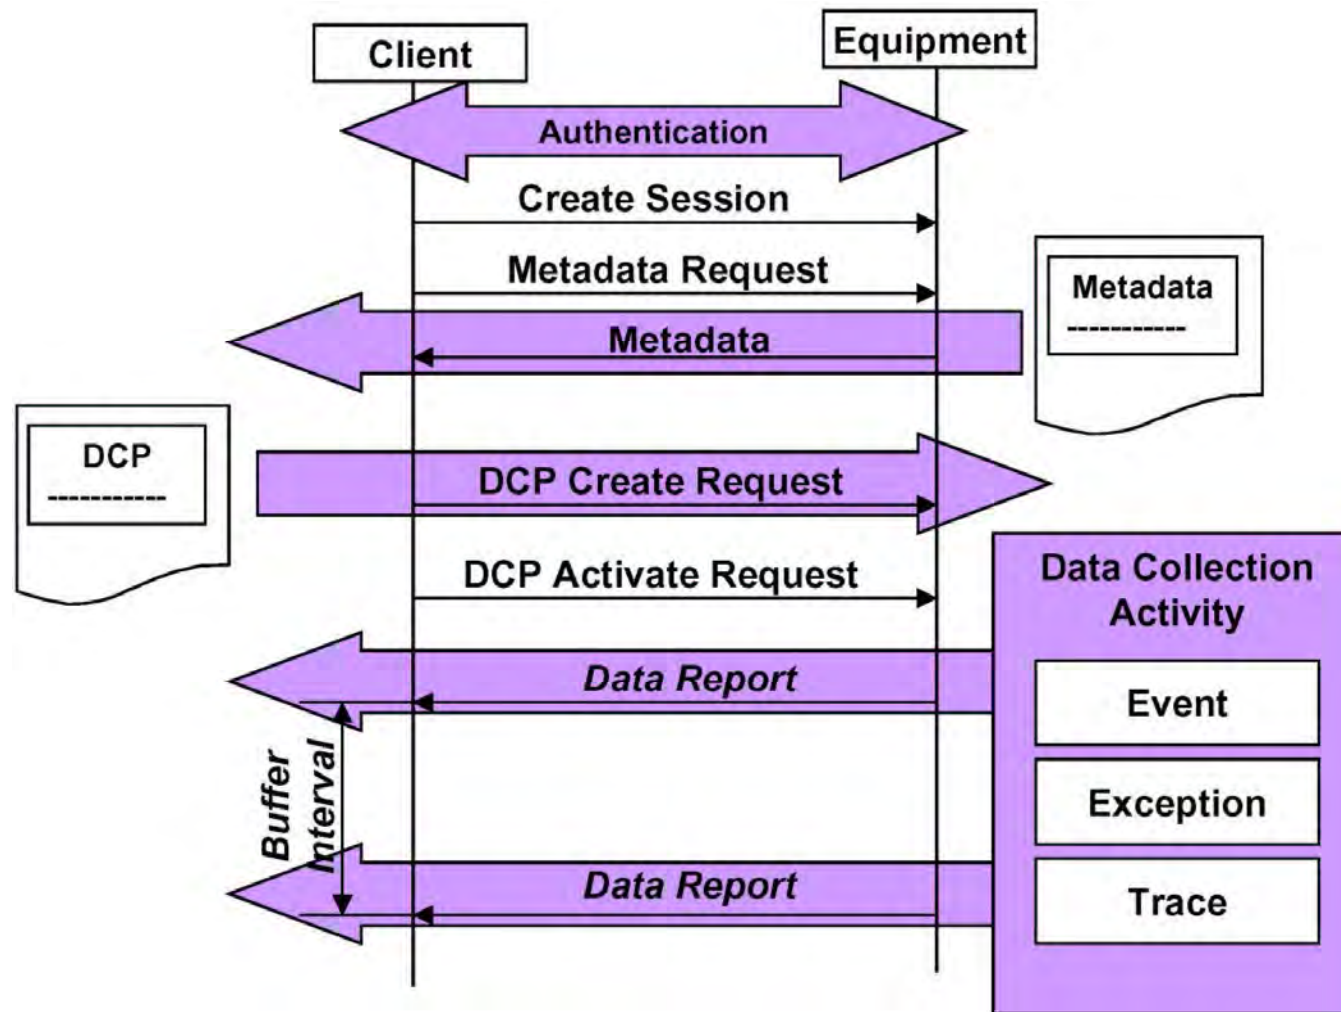 Client
Equipment
Authentication
Create Session
Metadata Request
Metadata
-----------
Metadata
DCP
-----------
DCP Create Request
DCP Activate Request
Data Collection
Activity
Data Report
Event
Buffer
Interval
Exception
Data Report
Trace